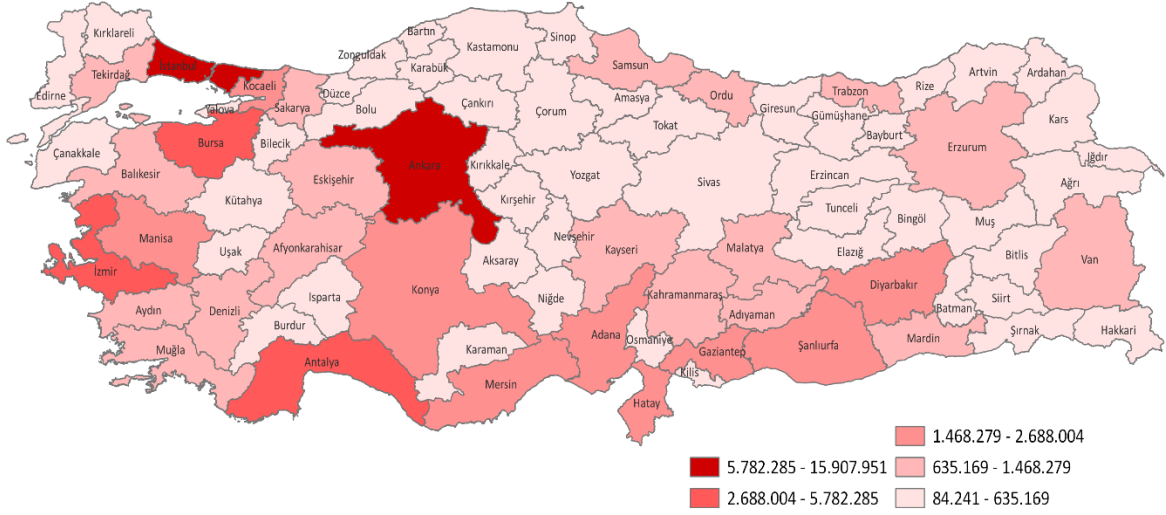 Kırklareli
Bartın
Sinop
Zonguldak
Kastamonu
İstanbul
Samsun
Artvin
Ardahan
Tekirdağ
Kocaeli
Karabük
Rize
Edirne
Yalova
Sakarya
Düzce
Bolu
Çankırı
Çorum
Amasya
Ordu
Giresun
Trabzon
Gümüşhane
Kars
Tokat
Bayburt
Çanakkale
Bursa
Bilecik
Ankara
Kırıkkale
Erzurum
Iğdır
Balıkesir
Eskişehir
Yozgat
Sivas
Erzincan
Ağrı
Kütahya
Kırşehir
Tunceli
Bingöl
Muş
Manisa
Uşak
Afyonkarahisar
Nevşehir
Kayseri
Malatya
Elazığ
Bitlis
Van
Aksaray
İzmir
Konya
Diyarbakır
Isparta
Niğde
Kahramanmaraş
Siirt
Aydın
Denizli
Adıyaman
Batman
Burdur
Adana
Osmaniye
Mardin
Şırnak
Hakkari
Muğla
Karaman
Gaziantep
Şanlıurfa
Antalya
Mersin
Kilis
Hatay
1.468.279 - 2.688.004
5.782.285 - 15.907.951
635.169 - 1.468.279
2.688.004 - 5.782.285
84.241 - 635.169